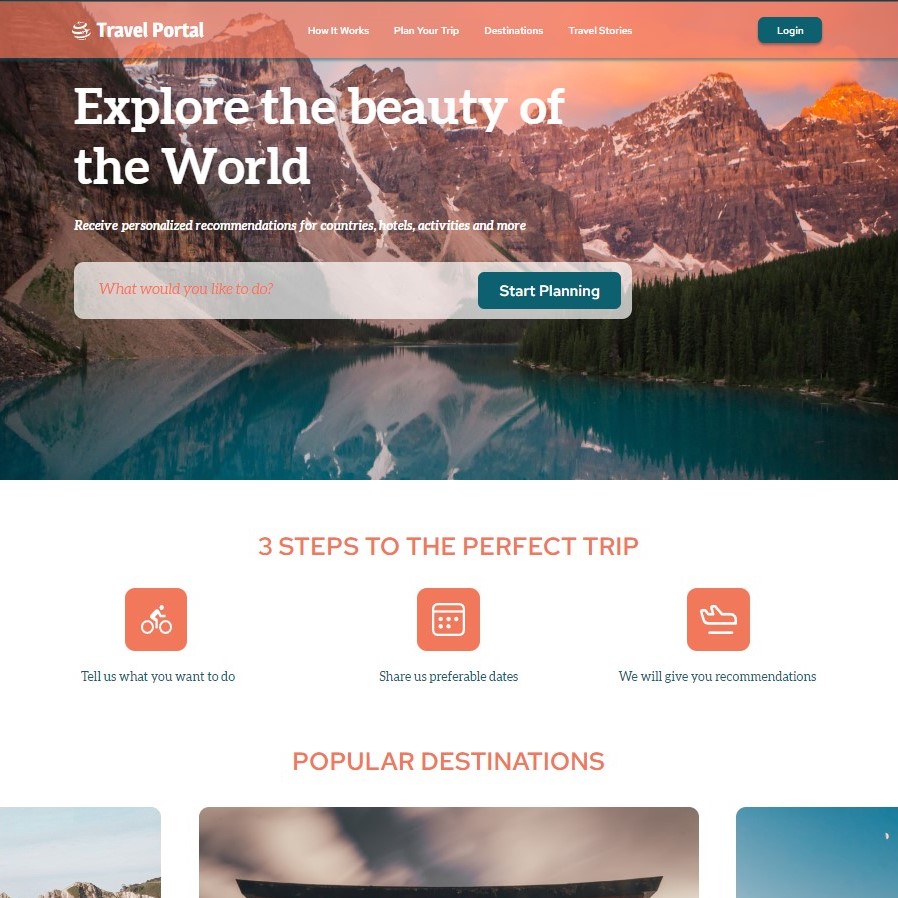 Travel Portal
How It Works
Plan Your Trip
Destinations
Travel Stories
Login
Explore the beauty of
the World
Receive personalized recommendations for countries, hotels, activities and more
What would you like to do?
Start Planning
3 STEPS TO THE PERFECT TRIP
Tell us what you want to do
Share us preferable dates
We will give you recommendations
POPULAR DESTINATIONS